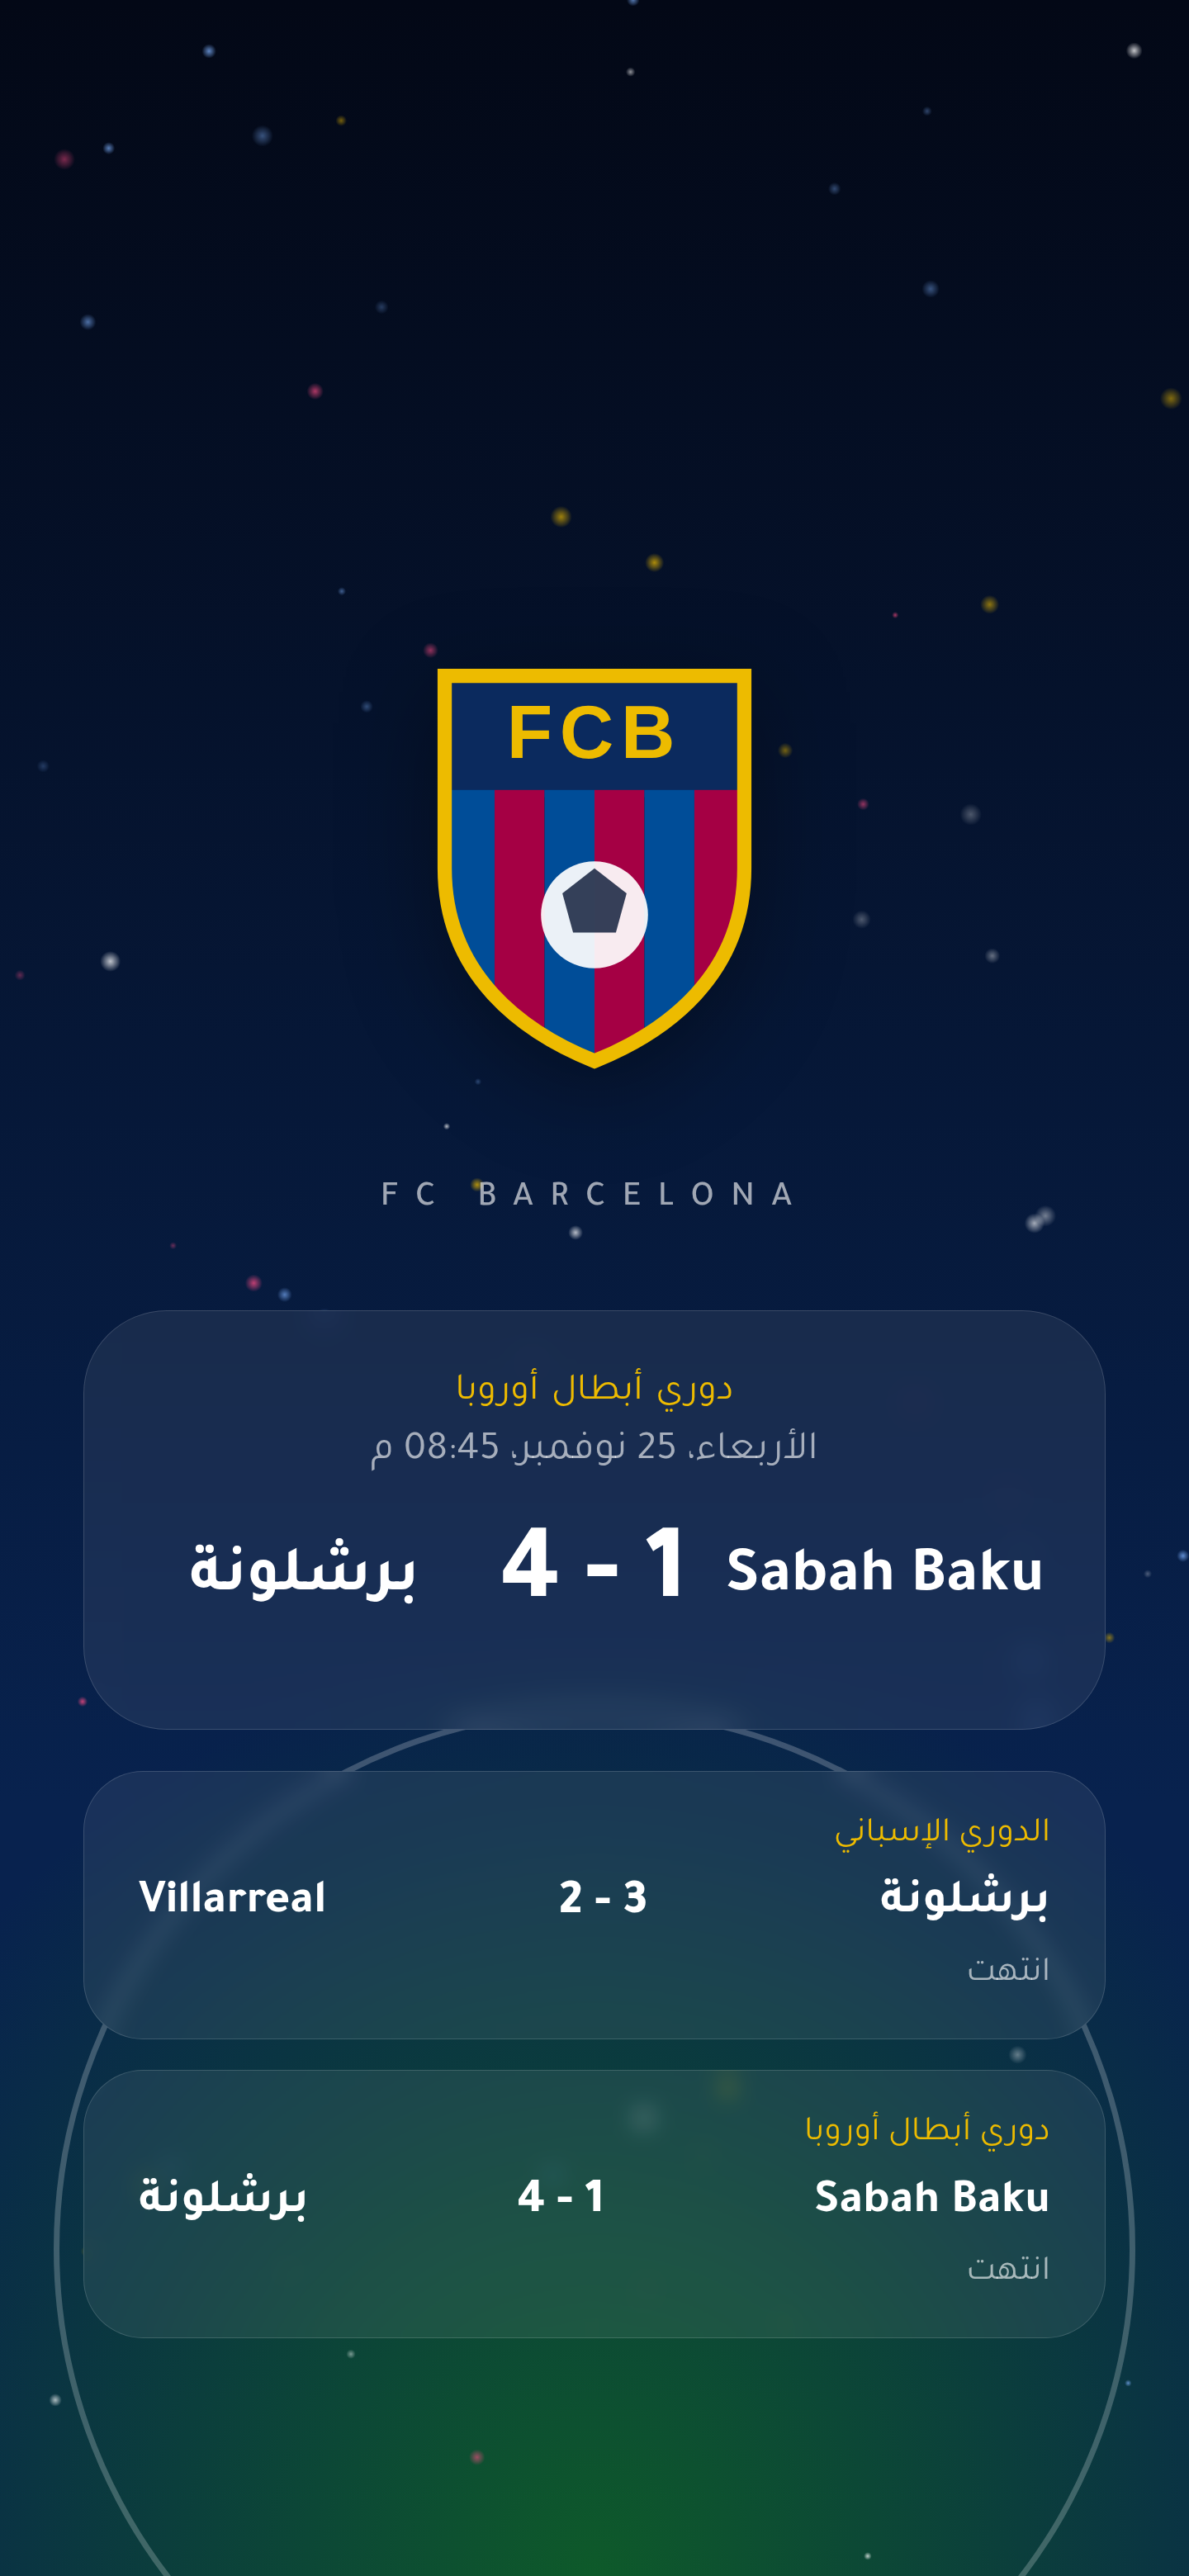 FCB
FC BARCELONA
دوري أبطال أوروبا
الأربعاء، 25 نوفمبر، 08:45 م
Sabah Baku 4 - 1 برشلونة
الدوري الإسباني
برشلونة 2 - 3 Villarreal
انتهت
دوري أبطال أوروبا
Sabah Baku 4 - 1 برشلونة
انتهت